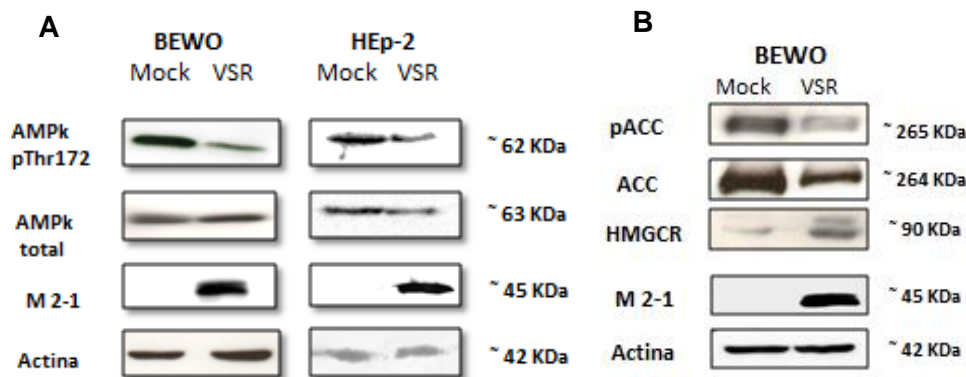 A
BEWO HEp-2
Mock VSR Mock VSR
AMPk
pThr172
~ 62 KDa
AMPk
total
~ 63 KDa
M 2-1
~ 45 KDa
Actina
~ 42 KDa
B
BEWO
Mock VSR
pACC
~ 265 KDa
ACC
~ 264 KDa
HMGCR
~ 90 KDa
M 2-1
~ 45 KDa
Actina
~ 42 KDa